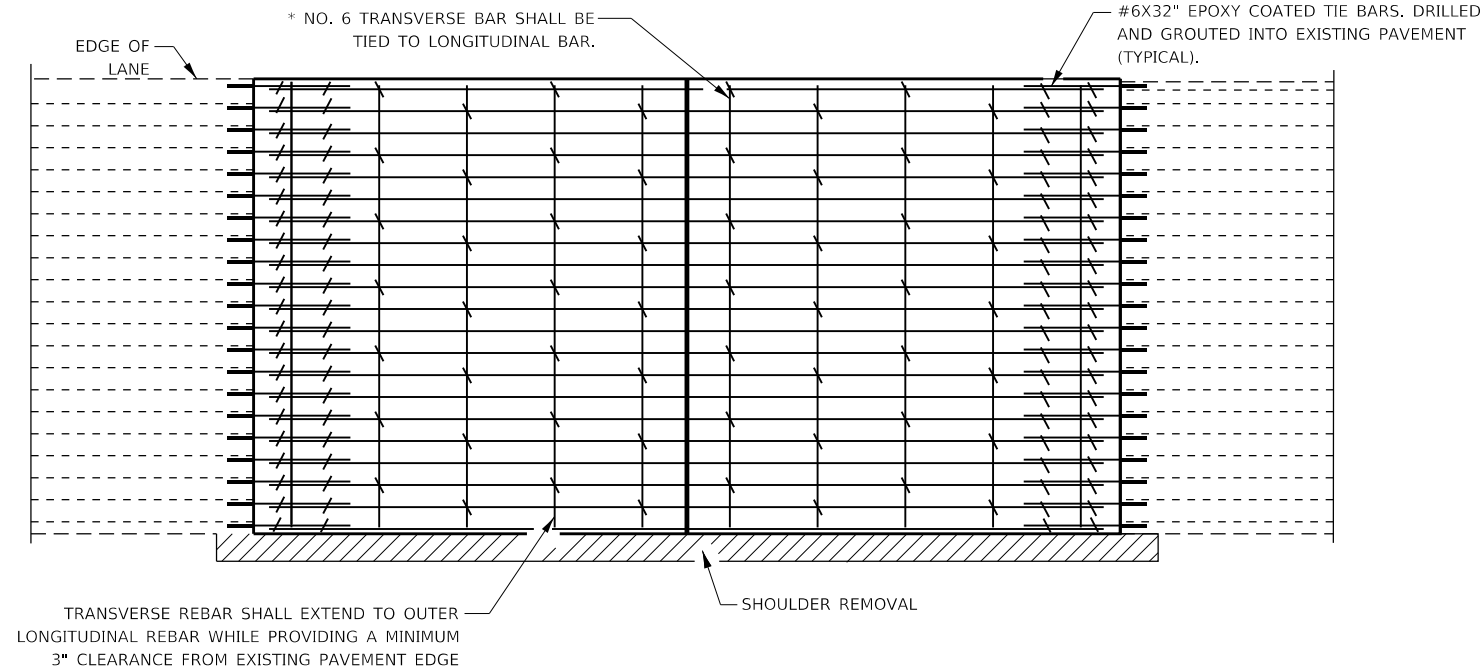 * NO. 6 TRANSVERSE BAR SHALL BE
TIED TO LONGITUDINAL BAR.
#6X32" EPOXY COATED TIE BARS. DRILLED
AND GROUTED INTO EXISTING PAVEMENT
(TYPICAL).
EDGE OF
LANE
SHOULDER REMOVAL
TRANSVERSE REBAR SHALL EXTEND TO OUTER
LONGITUDINAL REBAR WHILE PROVIDING A MINIMUM
3" CLEARANCE FROM EXISTING PAVEMENT EDGE